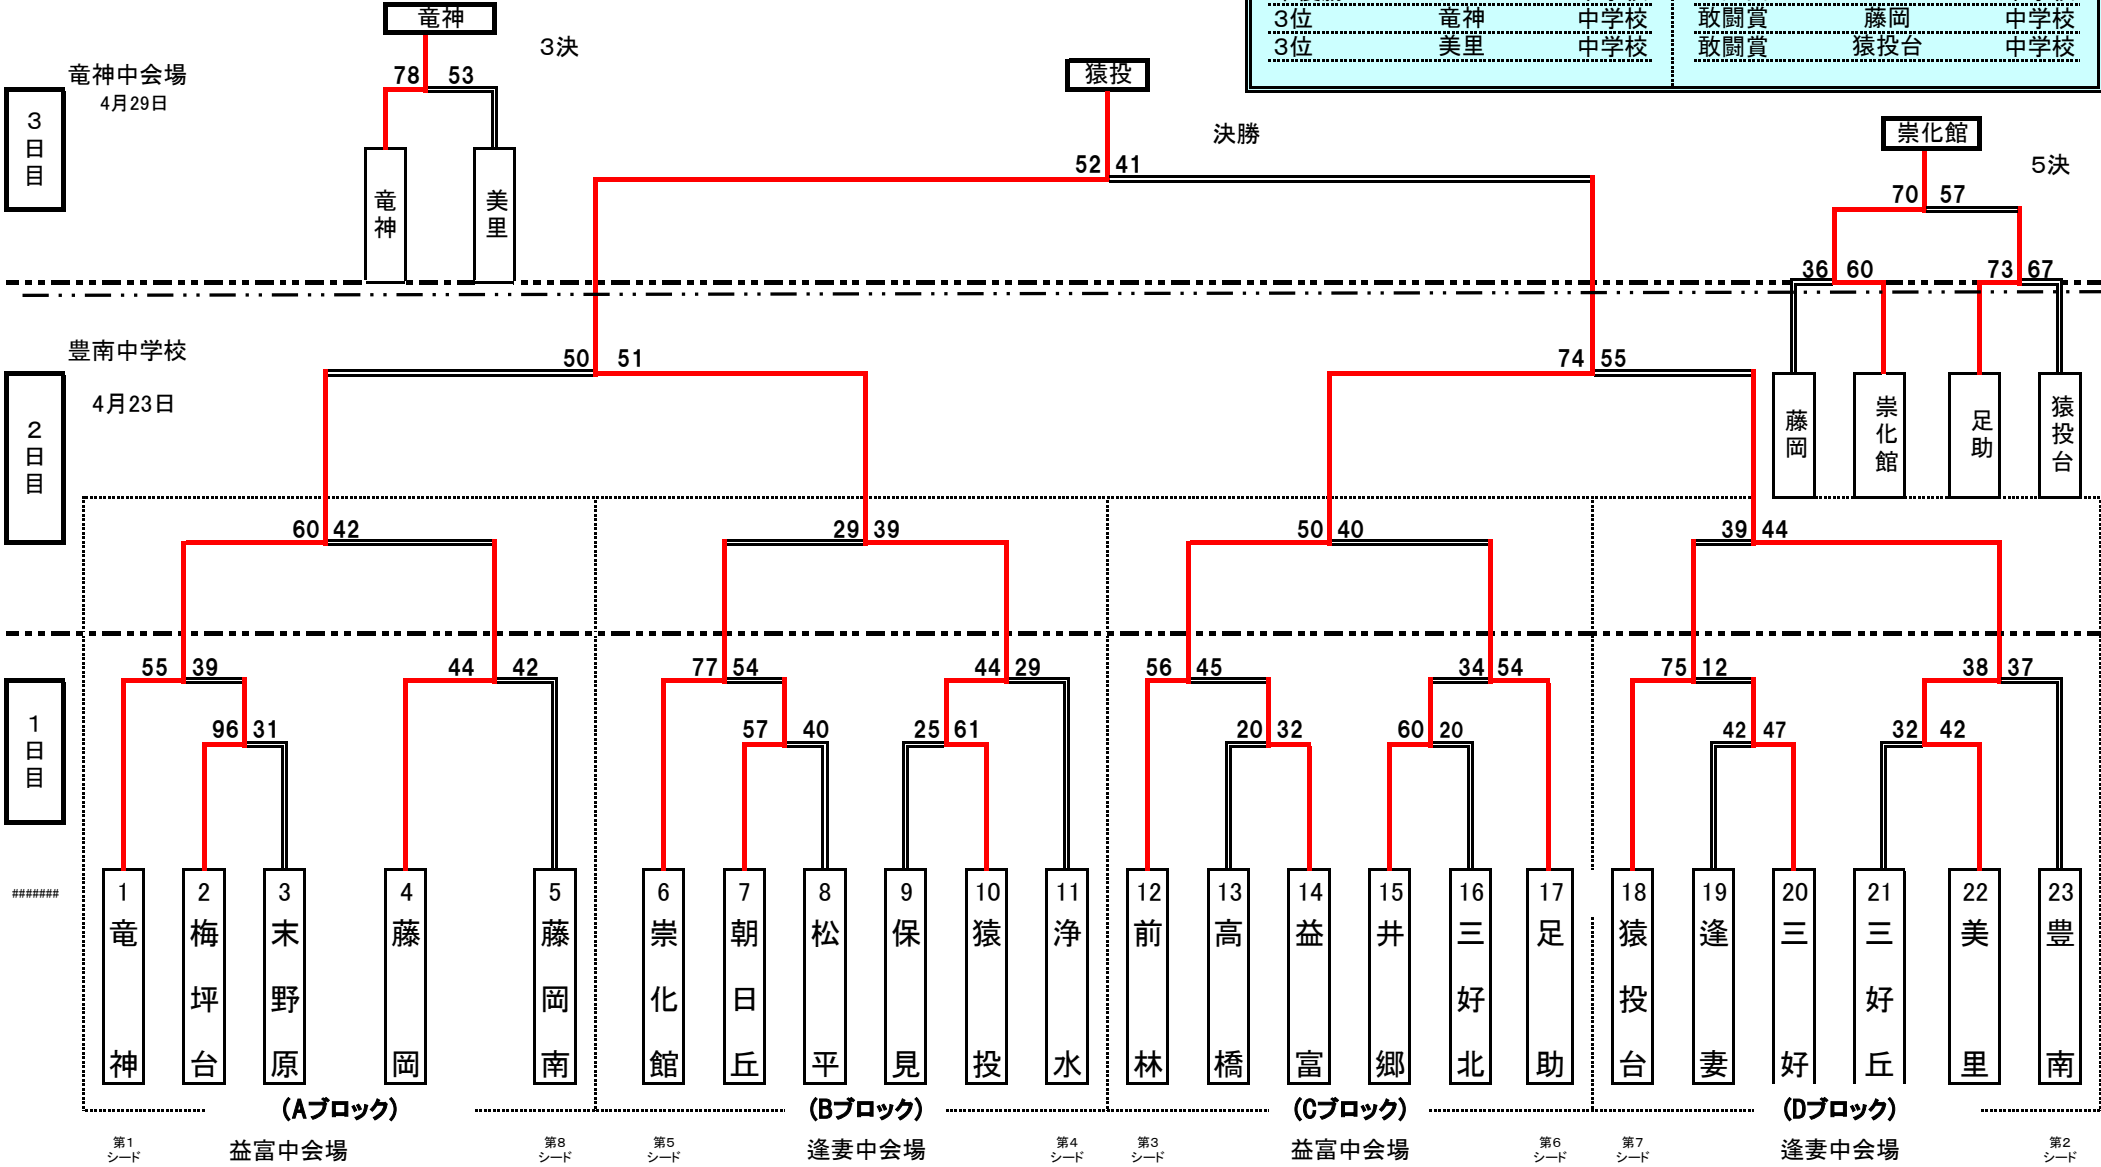 竜神
3決
竜神中会場
4月29日
78 53
3日目
竜神
美里
3位 竜神 中学校 敢闘賞 藤岡 中学校
3位 美里 中学校 敢闘賞 猿投台 中学校
猿投
決勝
52 41
崇化館
5決
70 57
36 60 73 67
藤岡
崇化館
足助
猿投台
豊南中学校
4月23日
2日目
50 51 74 55
60 42 29 39 50 40 39 44
1日目
55 39 44 42 77 54 44 29 56 45 34 54 75 12 38 37
96 31 57 40 25 61 20 32 60 20 42 47 32 42
#######
1 竜神
2 梅坪台
3 末野原
4 藤岡
5 藤岡南
6 崇化館
7 朝日丘
8 松平
9 保見
10 猿投
11 浄水
12 前林
13 高橋
14 益富
15 井郷
16 三好北
17 足助
18 猿投台
19 逢妻
20 三好
21 三好丘
22 美里
23 豊南
(Aブロック) (Bブロック) (Cブロック) (Dブロック)
第1シード 益富中会場 第8シード 第5シード 逢妻中会場 第4シード 第3シード 益富中会場 第6シード 第7シード 逢妻中会場 第2シード